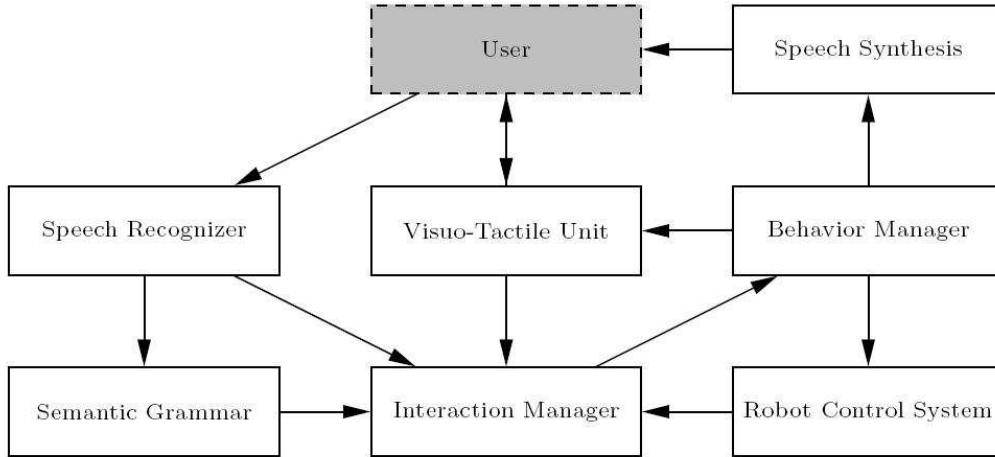 User
Speech Synthesis
Speech Recognizer
Visuo-Tactile Unit
Behavior Manager
Semantic Grammar
Interaction Manager
Robot Control System